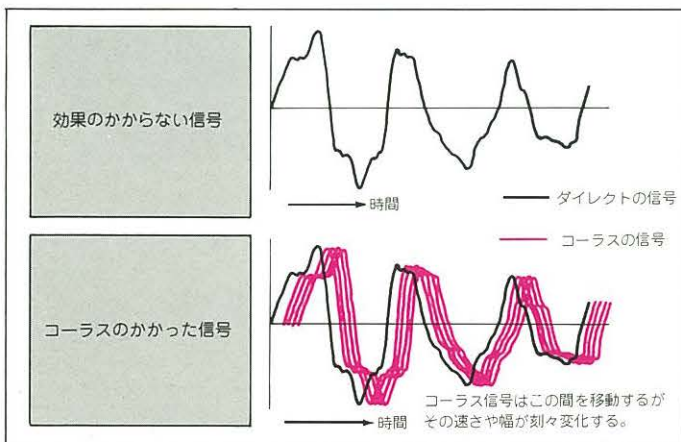 効果のかからない信号
時間
ダイレクトの信号
コーラスの信号
コーラスのかかった信号
時間
コーラス信号はこの間を移動するが
その速さや幅が刻々変化する。